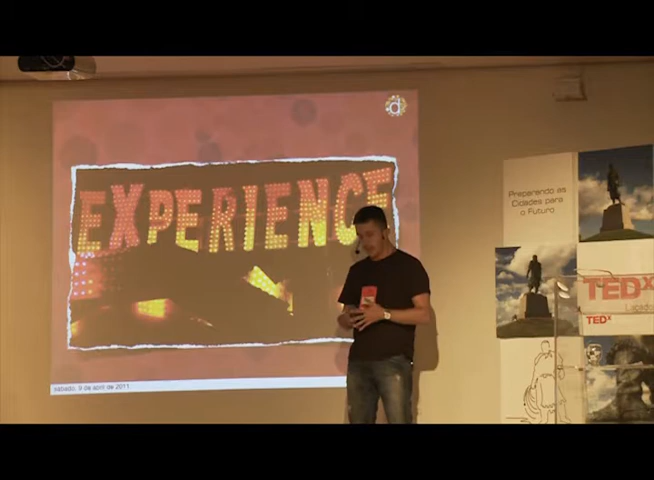 EXPERIENCE
sábado, 9 de abril de 2011
Preparando as
Cidades para
o Futuro
TEDx
TEDx